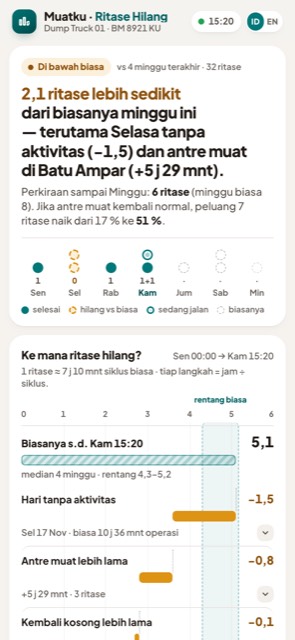 Muatku · Ritase Hilang
Dump Truck 01 · BM 8921 KU
15:20
ID EN
Di bawah biasa
vs 4 minggu terakhir · 32 ritase
2,1 ritase lebih sedikit
dari biasanya minggu ini
— terutama Selasa tanpa
aktivitas (−1,5) dan antre muat
di Batu Ampar (+5 j 29 mnt).
Perkiraan sampai Minggu: 6 ritase (minggu biasa
8). Jika antre muat kembali normal, peluang 7
ritase naik dari 17 % ke 51 %.
1 0 1 1+1 · · ·
Sen Sel Rab Kam Jum Sab Min
selesai hilang vs biasa sedang jalan biasanya
Ke mana ritase hilang?
Sen 00:00 → Kam 15:20
1 ritase = 7 j 10 mnt siklus biasa · tiap langkah = jam ÷
siklus.
rentang biasa
0 1 2 3 4 5 6
Biasanya s.d. Kam 15:20
5,1
median 4 minggu · rentang 4,3–5,2
Hari tanpa aktivitas
−1,5
Sel 17 Nov · biasa 10 j 36 mnt operasi
Antre muat lebih lama
−0,8
+5 j 29 mnt · 3 ritase
Kembali kosong lebih lama
−0,1